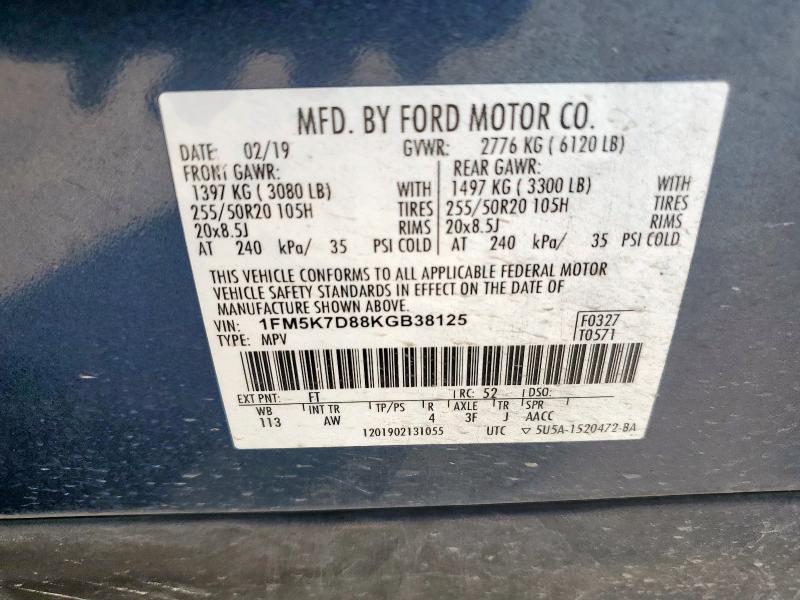 MFD. BY FORD MOTOR CO.
DATE: 02/19 GVWR: 2776 KG ( 6120 LB)
FRONT GAWR: REAR GAWR:
1397 KG ( 3080 LB) WITH 1497 KG ( 3300 LB) WITH
255/50R20 105H TIRES 255/50R20 105H TIRES
20x8.5J RIMS 20x8.5J RIMS
AT 240 kPa/ 35 PSI COLD AT 240 kPa/ 35 PSI COLD
THIS VEHICLE CONFORMS TO ALL APPLICABLE FEDERAL MOTOR
VEHICLE SAFETY STANDARDS IN EFFECT ON THE DATE OF
MANUFACTURE SHOWN ABOVE.
VIN: 1FM5K7D88KGB38125 F0327
TYPE: MPV T0571
EXT PNT: FT RC: 52 DSO:
WB INT TR TP/PS R AXLE TR SPR
113 AW 4 3F J AACC
1201902131055 UTC ▽ 5U5A-1520472-BA